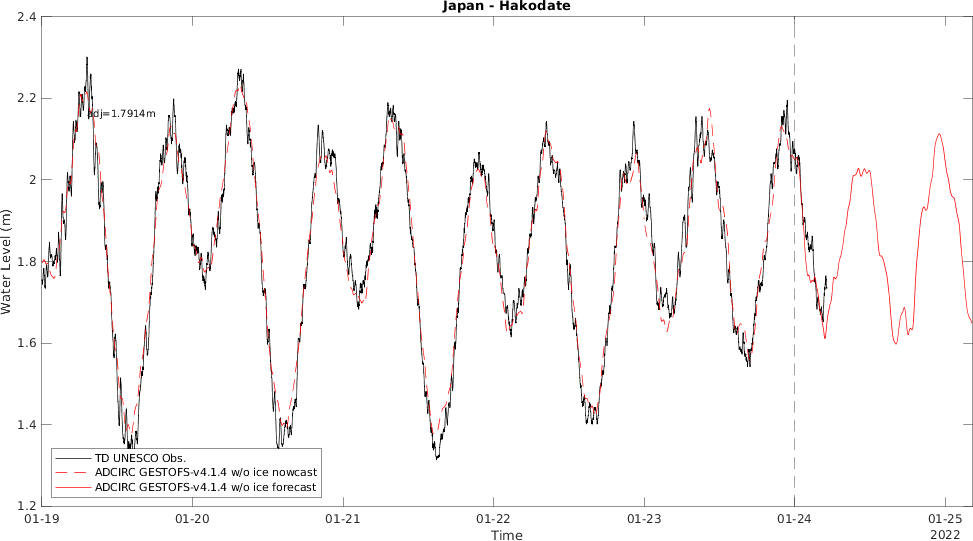 Japan - Hakodate
2.4
2.2
2
1.8
1.6
1.4
1.2
Water Level (m)
adj=1.7914m
TD UNESCO Obs.
ADCIRC GESTOFS-v4.1.4 w/o ice nowcast
ADCIRC GESTOFS-v4.1.4 w/o ice forecast
01-19
01-20
01-21
01-22
01-23
01-24
01-25
Time
2022